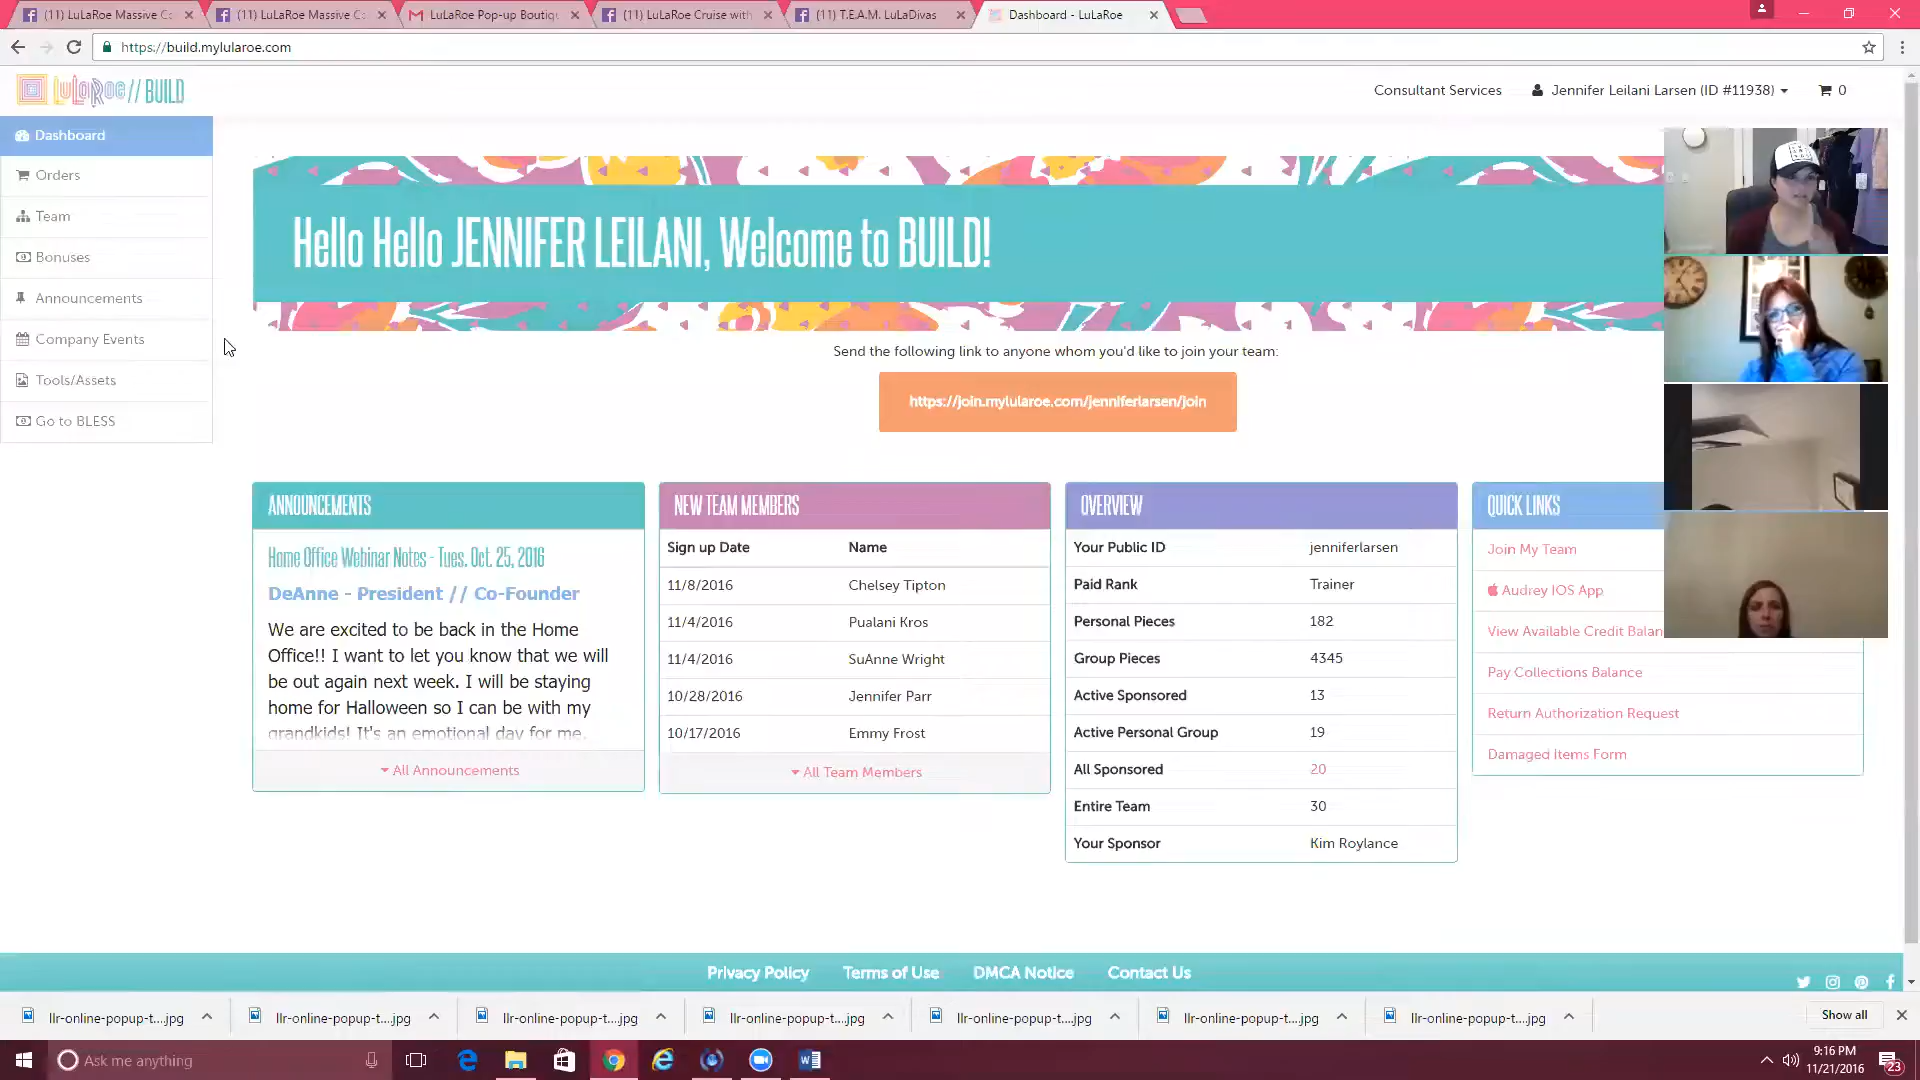 (11) LuLaRoe Massive C
(11) LuLaRoe Massive C
LuLaRoe Pop-up Boutiq
(11) LuLaRoe Cruise with
(11) T.E.A.M. LuLaDivas
Dashboard - LuLaRoe
https://build.mylularoe.com
LuLaRoe // BUILD
Consultant Services
Jennifer Leilani Larsen (ID #11938)
0
Dashboard
Orders
Team
Bonuses
Announcements
Company Events
Tools/Assets
Go to BLESS
Hello Hello JENNIFER LEILANI, Welcome to BUILD!
Send the following link to anyone whom you'd like to join your team:
https://join.mylularoe.com/jenniferlarsen/join
ANNOUNCEMENTS
Home Office Webinar Notes - Tues. Oct. 25, 2016
DeAnne - President // Co-Founder
We are excited to be back in the Home
Office!! I want to let you know that we will
be out again next week. I will be staying
home for Halloween so I can be with my
grandkids! It's an emotional day for me.
All Announcements
NEW TEAM MEMBERS
Sign up Date Name
11/8/2016 Chelsey Tipton
11/4/2016 Pualani Kros
11/4/2016 SuAnne Wright
10/28/2016 Jennifer Parr
10/17/2016 Emmy Frost
All Team Members
OVERVIEW
Your Public ID jenniferlarsen
Paid Rank Trainer
Personal Pieces 182
Group Pieces 4345
Active Sponsored 13
Active Personal Group 19
All Sponsored 20
Entire Team 30
Your Sponsor Kim Roylance
QUICK LINKS
Join My Team
Audrey IOS App
View Available Credit Balan
Pay Collections Balance
Return Authorization Request
Damaged Items Form
Privacy Policy Terms of Use DMCA Notice Contact Us
llr-online-popup-t....jpg
llr-online-popup-t....jpg
llr-online-popup-t....jpg
llr-online-popup-t....jpg
llr-online-popup-t....jpg
llr-online-popup-t....jpg
llr-online-popup-t....jpg
Show all
Ask me anything
9:16 PM
11/21/2016
23